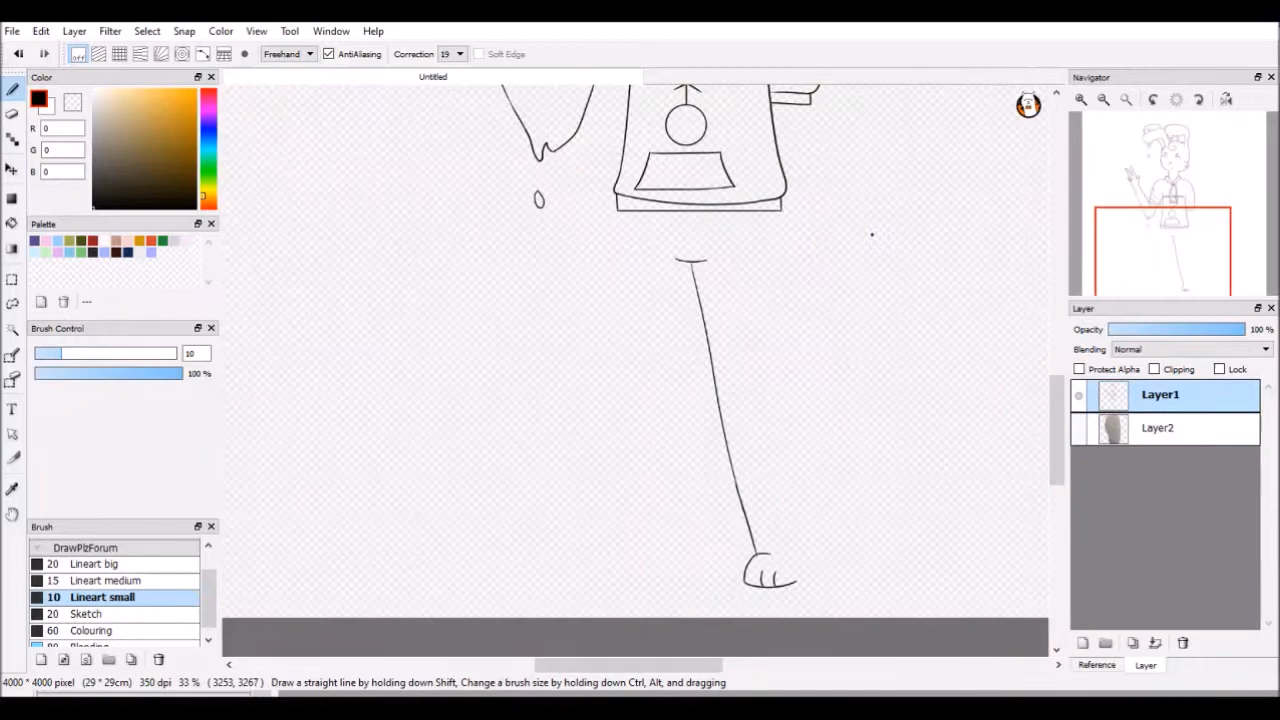 File Edit Layer Filter Select Snap Color View Tool Window Help
off Freehand AntiAliasing Correction 19 Soft Edge
Color
Untitled
Navigator
R 0
G 0
B 0
Palette
...
Brush Control
10
100 %
Layer
Opacity 100 %
Blending Normal
Protect Alpha Clipping Lock
Layer1
Layer2
Brush
DrawPlzForum
20 Lineart big
15 Lineart medium
10 Lineart small
20 Sketch
60 Colouring
Reference Layer
4000 * 4000 pixel (29 * 29cm) 350 dpi 33 % ( 3253, 3267 ) Draw a straight line by holding down Shift, Change a brush size by holding down Ctrl, Alt, and dragging